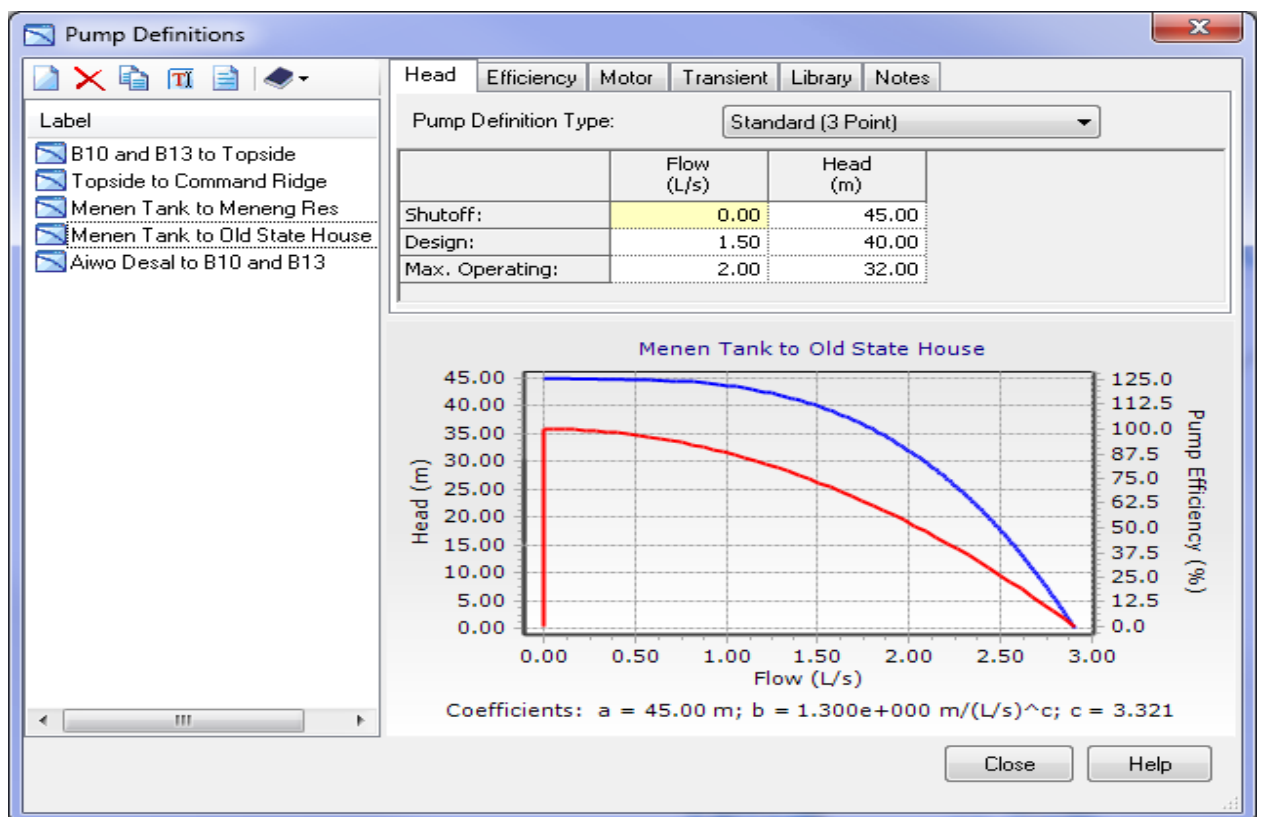 Pump Definitions
Label
B10 and B13 to Topside
Topside to Command Ridge
Menen Tank to Meneng Res
Menen Tank to Old State House
Aiwo Desal to B10 and B13
Head Efficiency Motor Transient Library Notes
Pump Definition Type: Standard (3 Point)
Flow (L/s) Head (m)
Shutoff: 0.00 45.00
Design: 1.50 40.00
Max. Operating: 2.00 32.00
Menen Tank to Old State House
Head (m)
45.00
40.00
35.00
30.00
25.00
20.00
15.00
10.00
5.00
0.00
125.0
112.5
100.0
87.5
75.0
62.5
50.0
37.5
25.0
12.5
0.0
Pump Efficiency (%)
0.00 0.50 1.00 1.50 2.00 2.50 3.00
Flow (L/s)
Coefficients: a = 45.00 m; b = 1.300e+000 m/(L/s)^c; c = 3.321
Close Help